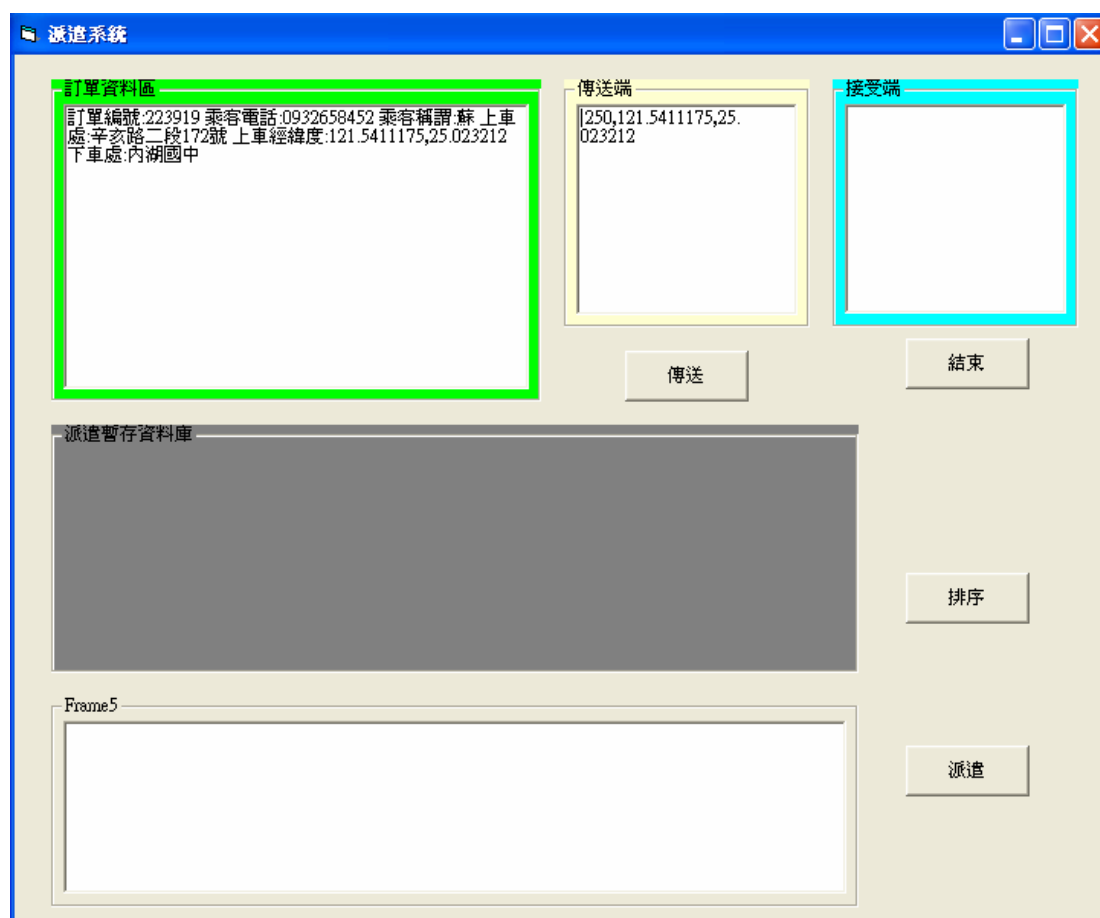 派遣系統
訂單資料區
訂單編號:223919 乘客電話:0932658452 乘客稱謂:蘇 上車
處:辛亥路二段172號 上車經緯度:121.5411175,25.023212
下車處:內湖國中
傳送端
250,121.5411175,25.
023212
接受端
傳送
結束
派遣暫存資料庫
排序
Frame5
派遣